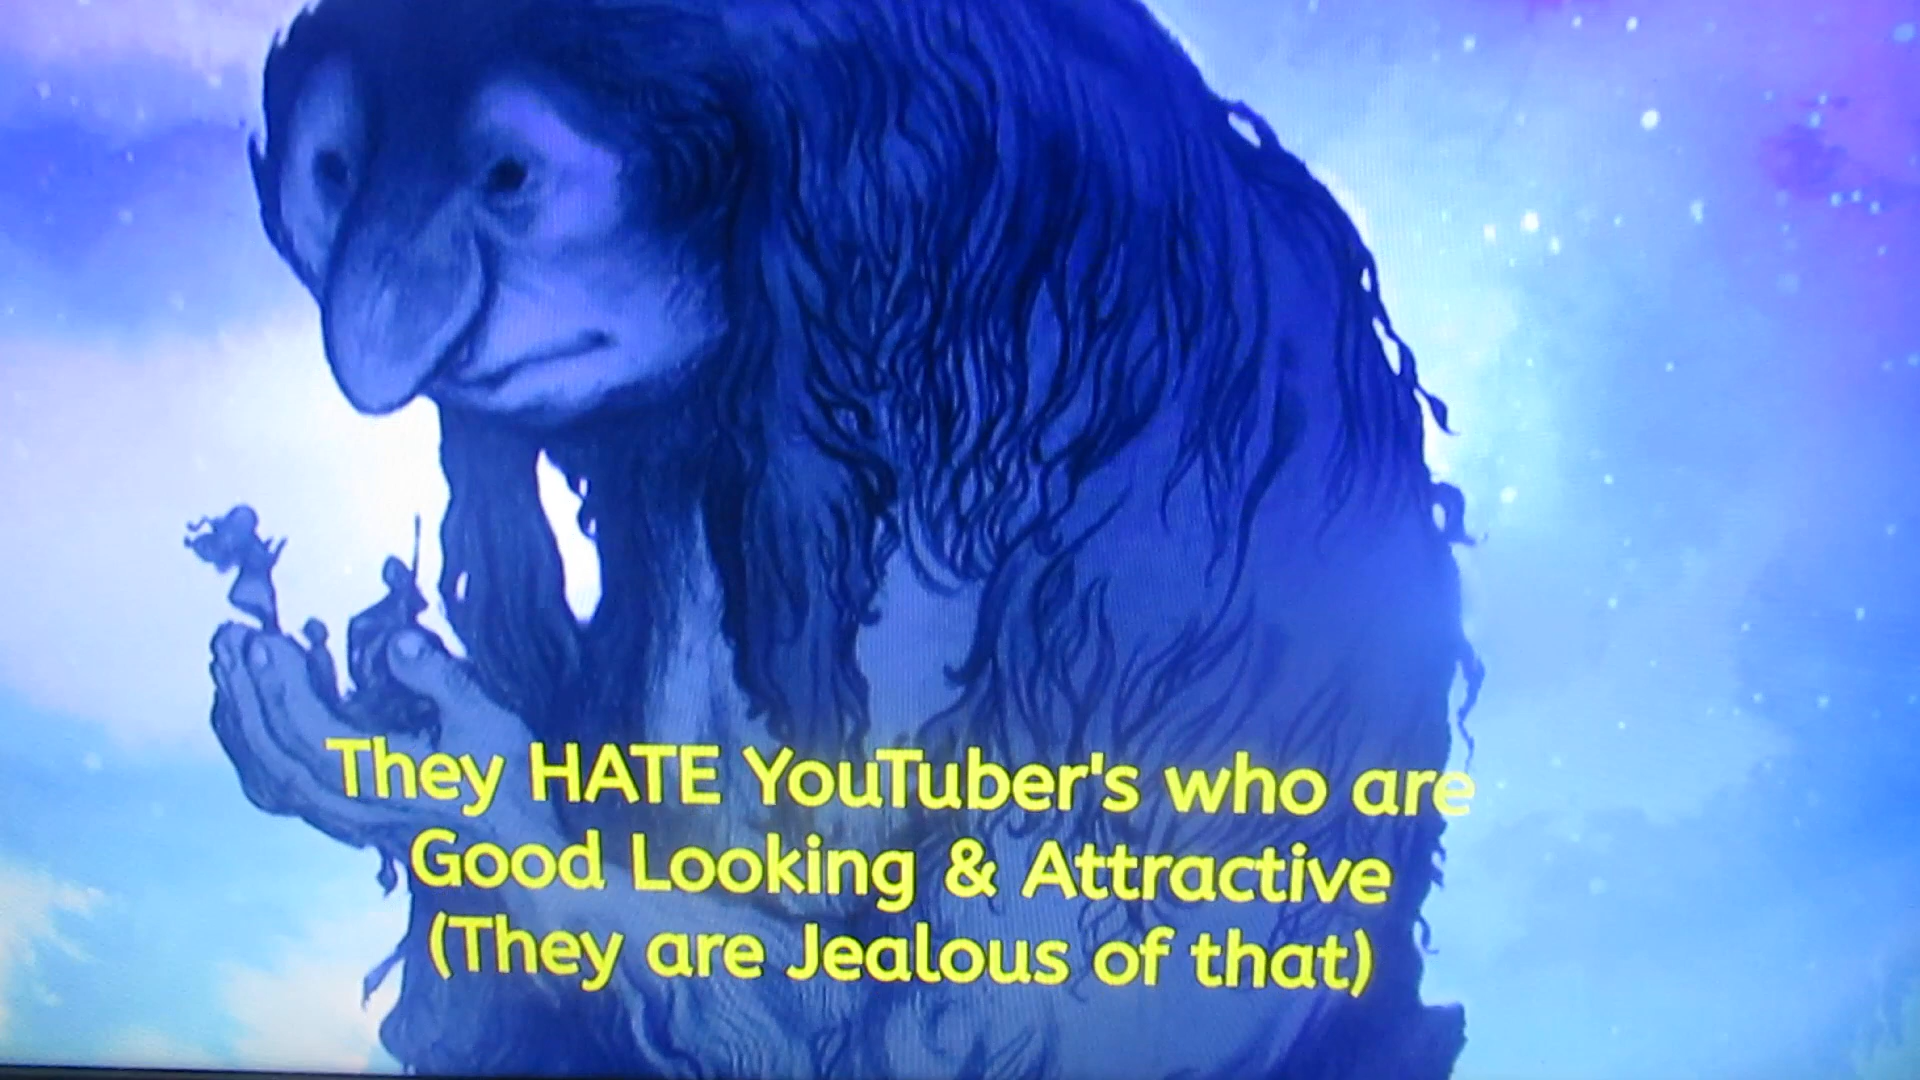 They HATE YouTuber's who are
Good Looking & Attractive
(They are Jealous of that)